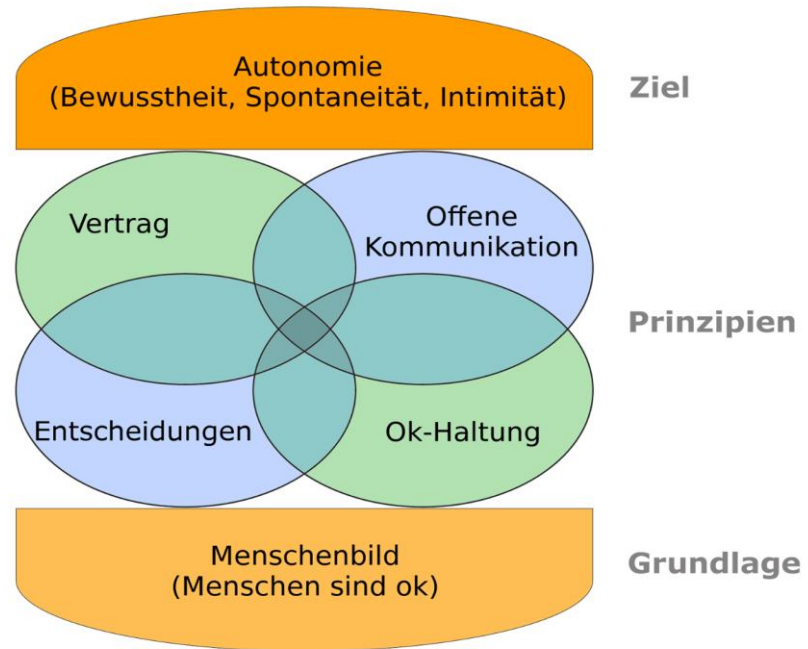 Autonomie
(Bewusstheit, Spontaneität, Intimität)
Ziel
Vertrag
Offene
Kommunikation
Prinzipien
Entscheidungen
Ok-Haltung
Menschenbild
(Menschen sind ok)
Grundlage